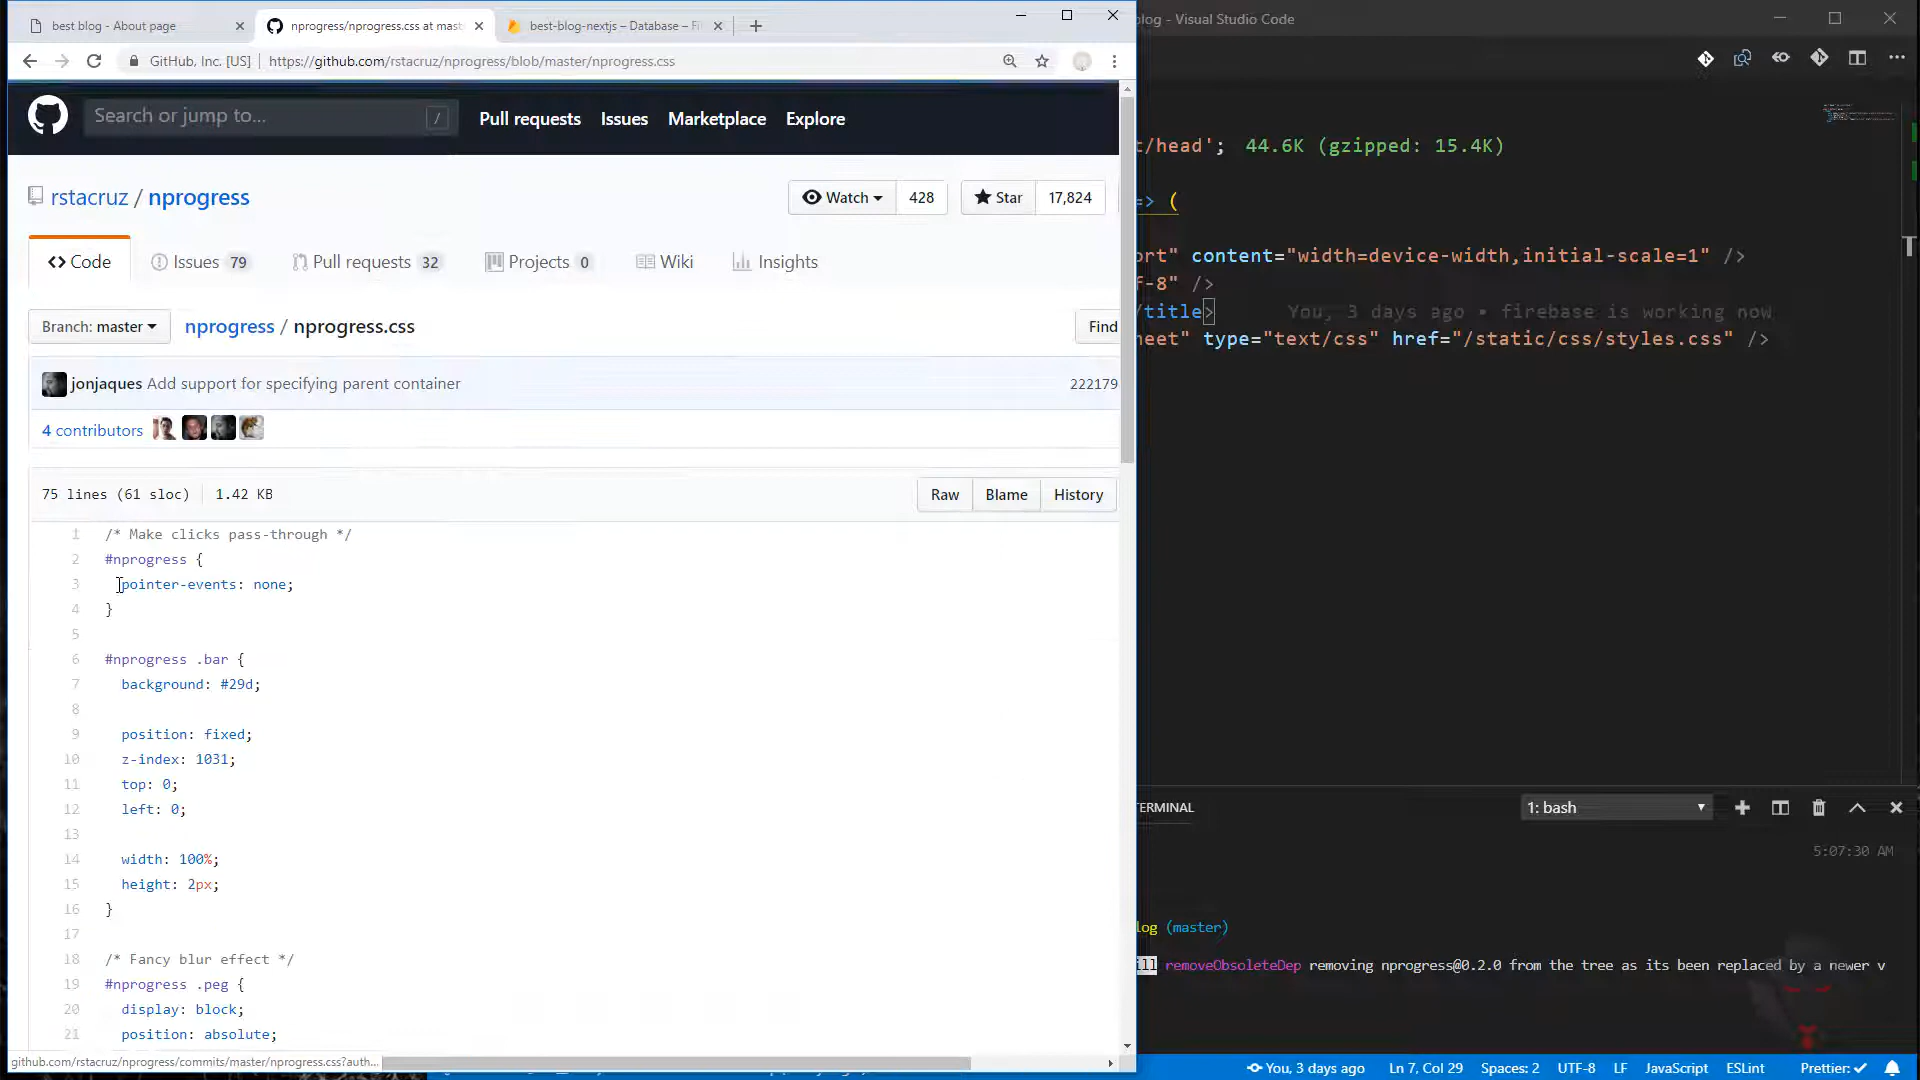 best blog - About page
nprogress/nprogress.css at mast
best-blog-nextjs – Database – Fi
log - Visual Studio Code
GitHub, Inc. [US] | https://github.com/rstacruz/nprogress/blob/master/nprogress.css
Search or jump to... /
Pull requests Issues Marketplace Explore
rstacruz / nprogress
Watch 428 Star 17,824
Code Issues 79 Pull requests 32 Projects 0 Wiki Insights
Branch: master nprogress / nprogress.css Find
jonjaques Add support for specifying parent container 222179
4 contributors
75 lines (61 sloc) 1.42 KB Raw Blame History
1 /* Make clicks pass-through */
2 #nprogress {
3 pointer-events: none;
4 }
5
6 #nprogress .bar {
7 background: #29d;
8
9 position: fixed;
10 z-index: 1031;
11 top: 0;
12 left: 0;
13
14 width: 100%;
15 height: 2px;
16 }
17
18 /* Fancy blur effect */
19 #nprogress .peg {
20 display: block;
21 position: absolute;
github.com/rstacruz/nprogress/commits/master/nprogress.css?auth...
t/head'; 44.6K (gzipped: 15.4K)
=> (
ort" content="width=device-width,initial-scale=1" />
f-8" />
/title> You, 3 days ago • firebase is working now
heet" type="text/css" href="/static/css/styles.css" />
TERMINAL 1: bash
5:07:30 AM
log (master)
ill removeObsoleteDep removing nprogress@0.2.0 from the tree as its been replaced by a newer v
You, 3 days ago Ln 7, Col 29 Spaces: 2 UTF-8 LF JavaScript ESLint Prettier: ✓